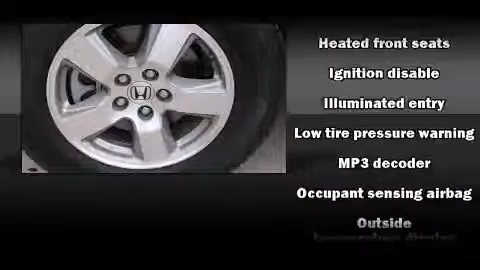 Heated front seats
Ignition disable
Illuminated entry
Low tire pressure warning
MP3 decoder
Occupant sensing airbag
Outside